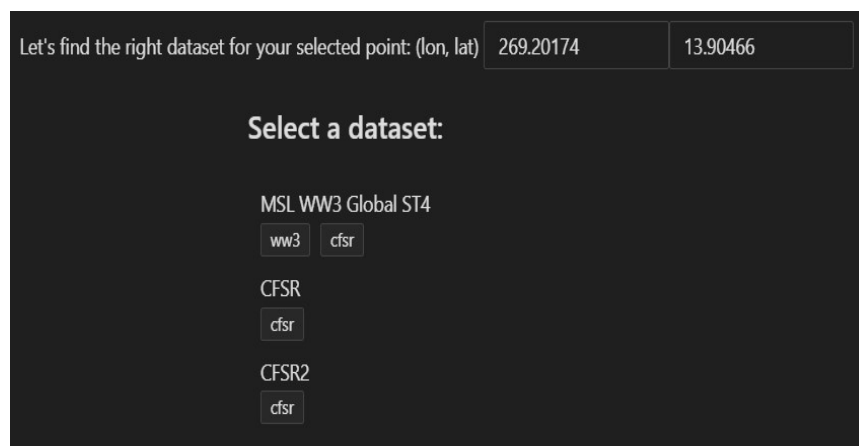 Let's find the right dataset for your selected point: (lon, lat) 269.20174 13.90466
Select a dataset:
MSL WW3 Global ST4
ww3 cfsr
CFSR
cfsr
CFSR2
cfsr